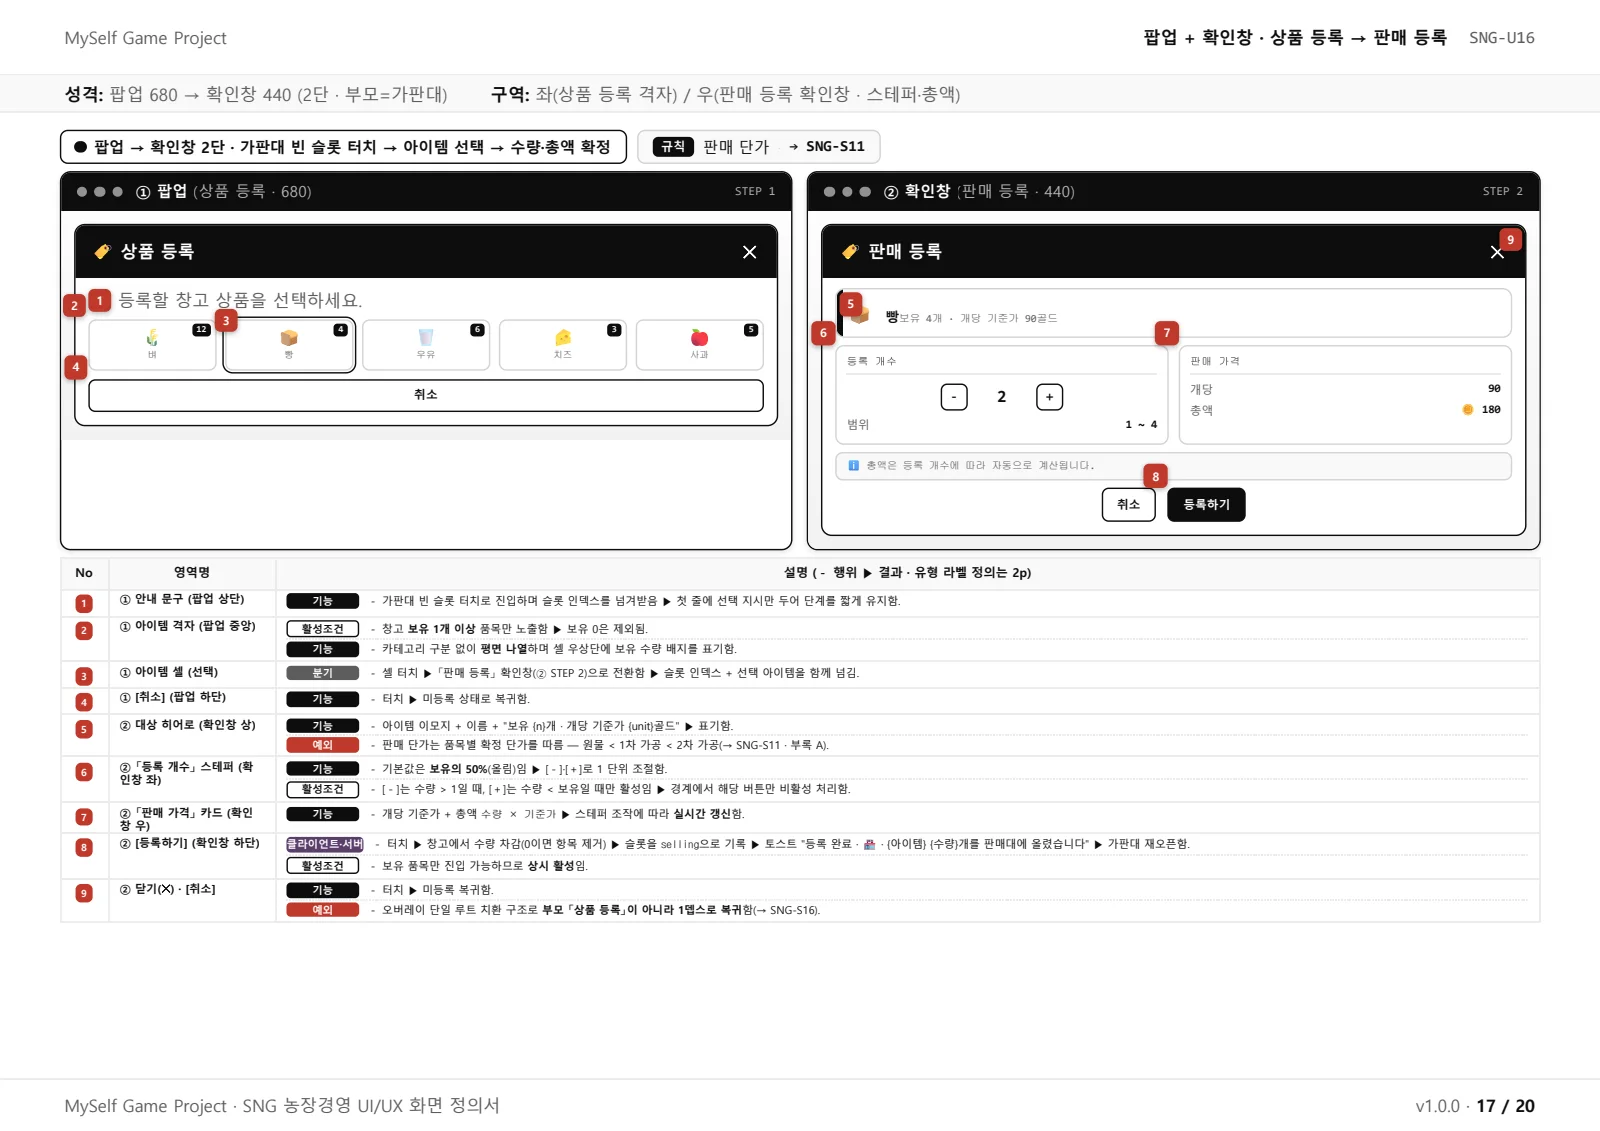 MySelf Game Project
팝업 + 확인창 · 상품 등록 → 판매 등록 SNG-U16
성격: 팝업 680 → 확인창 440 (2단 · 부모=가판대) 구역: 좌(상품 등록 격자) / 우(판매 등록 확인창 · 스테퍼·총액)
● 팝업 → 확인창 2단 · 가판대 빈 슬롯 터치 → 아이템 선택 → 수량·총액 확정
규칙 판매 단가 → SNG-S11
① 팝업 (상품 등록 · 680) STEP 1
상품 등록
2 1 등록할 창고 상품을 선택하세요.
3
12 4 6 3 5
벼 빵 우유 치즈 사과
4
취소
② 확인창 (판매 등록 · 440) STEP 2
판매 등록
9
5
빵보유 4개 · 개당 기준가 90골드
6 7
등록 개수
- 2 +
범위 1 ~ 4
판매 가격
개당 90
총액 180
총액은 등록 개수에 따라 자동으로 계산됩니다.
8
취소 등록하기
No 영역명 설명 ( - 행위 ▶ 결과 · 유형 라벨 정의는 2p)
1 ① 안내 문구 (팝업 상단) 기능 - 가판대 빈 슬롯 터치로 진입하며 슬롯 인덱스를 넘겨받음 ▶ 첫 줄에 선택 지시만 두어 단계를 짧게 유지함.
2 ① 아이템 격자 (팝업 중앙) 활성조건 - 창고 보유 1개 이상 품목만 노출함 ▶ 보유 0은 제외됨.
기능 - 카테고리 구분 없이 평면 나열하며 셀 우상단에 보유 수량 배지를 표기함.
3 ① 아이템 셀 (선택) 분기 - 셀 터치 ▶ 「판매 등록」 확인창(② STEP 2)으로 전환함 ▶ 슬롯 인덱스 + 선택 아이템을 함께 넘김.
4 ① [취소] (팝업 하단) 기능 - 터치 ▶ 미등록 상태로 복귀함.
5 ② 대상 히어로 (확인창 상) 기능 - 아이템 이모지 + 이름 + "보유 {n}개 · 개당 기준가 {unit}골드" ▶ 표기함.
예외 - 판매 단가는 품목별 확정 단가를 따름 — 원물 < 1차 가공 < 2차 가공(→ SNG-S11 · 부록 A).
6 ② 「등록 개수」 스테퍼 (확인창 좌) 기능 - 기본값은 보유의 50%(올림)임 ▶ [ - ]·[ + ]로 1 단위 조절함.
활성조건 - [ - ]는 수량 > 1일 때, [ + ]는 수량 < 보유일 때만 활성임 ▶ 경계에서 해당 버튼만 비활성 처리함.
7 ② 「판매 가격」 카드 (확인창 우) 기능 - 개당 기준가 + 총액 수량 × 기준가 ▶ 스테퍼 조작에 따라 실시간 갱신함.
8 ② [등록하기] (확인창 하단) 클라이언트·서버 - 터치 ▶ 창고에서 수량 차감(0이면 항목 제거) ▶ 슬롯을 selling으로 기록 ▶ 토스트 "등록 완료 · 🏪 · {아이템} {수량}개를 판매대에 올렸습니다" ▶ 가판대 재오픈함.
활성조건 - 보유 품목만 진입 가능하므로 상시 활성임.
9 ② 닫기(✕) · [취소] 기능 - 터치 ▶ 미등록 복귀함.
예외 - 오버레이 단일 루트 치환 구조로 부모 「상품 등록」이 아니라 1뎁스로 복귀함(→ SNG-S16).
MySelf Game Project · SNG 농장경영 UI/UX 화면 정의서
v1.0.0 · 17 / 20